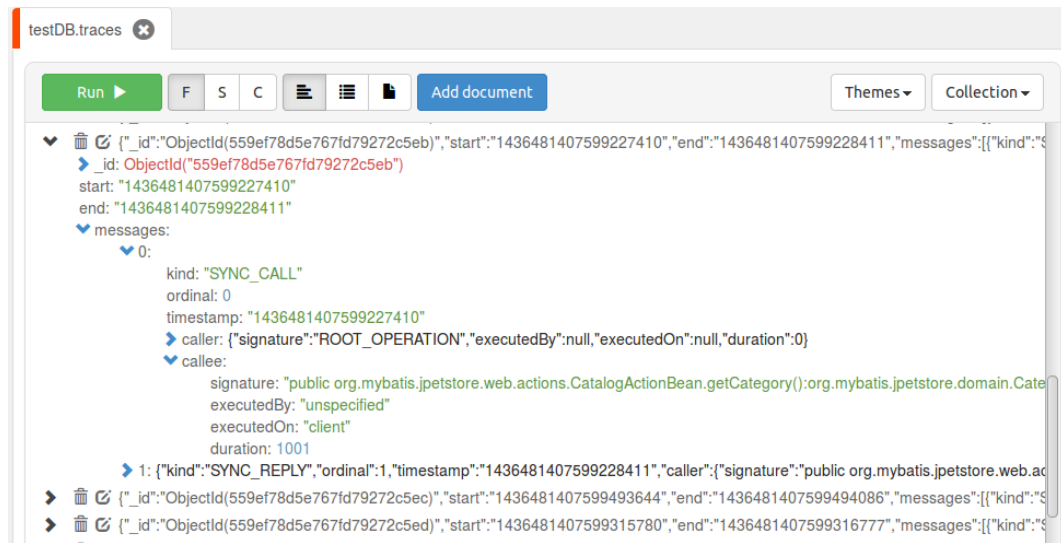 testDB.traces
Run F S C Add document Themes Collection
{"_id":"ObjectId(559ef78d5e767fd79272c5eb)","start":"1436481407599227410","end":"1436481407599228411","messages":[{"kind":"S
_id: ObjectId("559ef78d5e767fd79272c5eb")
start: "1436481407599227410"
end: "1436481407599228411"
messages:
0:
kind: "SYNC_CALL"
ordinal: 0
timestamp: "1436481407599227410"
caller: {"signature":"ROOT_OPERATION","executedBy":null,"executedOn":null,"duration":0}
callee:
signature: "public org.mybatis.jpetstore.web.actions.CatalogActionBean.getCategory():org.mybatis.jpetstore.domain.Cate
executedBy: "unspecified"
executedOn: "client"
duration: 1001
1: {"kind":"SYNC_REPLY","ordinal":1,"timestamp":"1436481407599228411","caller":{"signature":"public org.mybatis.jpetstore.web.ac
{"_id":"ObjectId(559ef78d5e767fd79272c5ec)","start":"1436481407599493644","end":"1436481407599494086","messages":[{"kind":"S
{"_id":"ObjectId(559ef78d5e767fd79272c5ed)","start":"1436481407599315780","end":"1436481407599316777","messages":[{"kind":"S